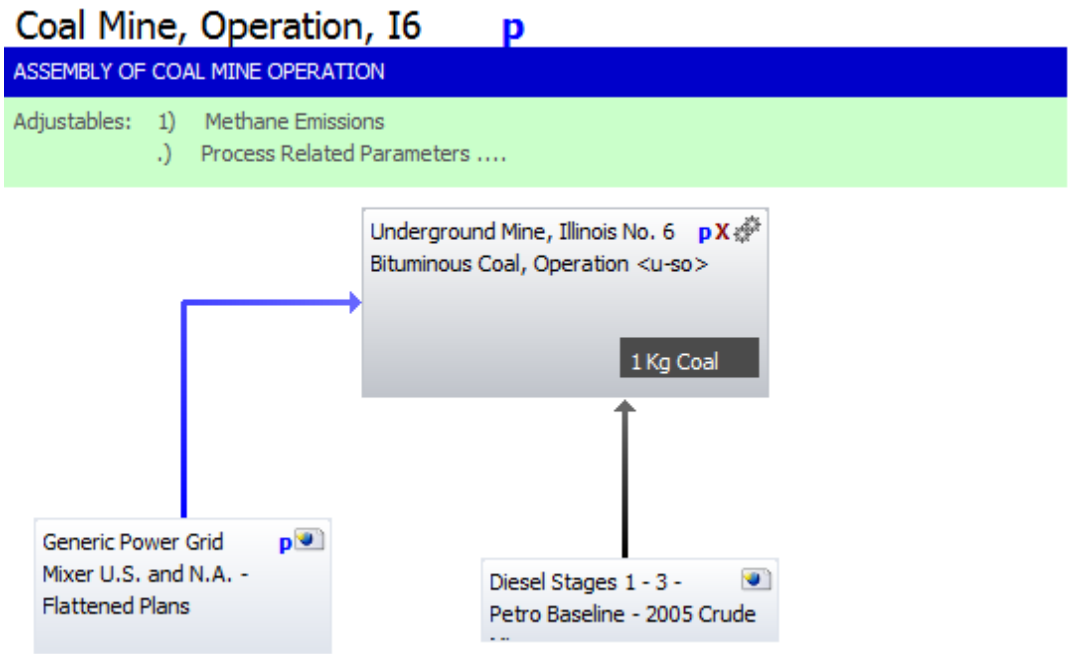 Coal Mine, Operation, I6 p
ASSEMBLY OF COAL MINE OPERATION
Adjustables: 1) Methane Emissions
.) Process Related Parameters ....
Underground Mine, Illinois No. 6 p X
Bituminous Coal, Operation <u-so>
1 Kg Coal
Generic Power Grid p
Mixer U.S. and N.A. -
Flattened Plans
Diesel Stages 1 - 3 -
Petro Baseline - 2005 Crude